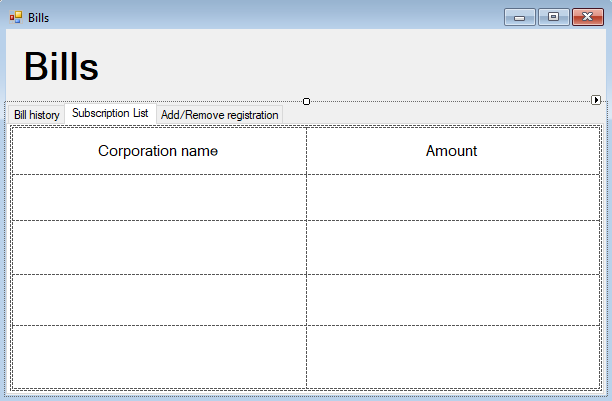 Bills
Bills
Bill history Subscription List Add/Remove registration
Corporation name Amount